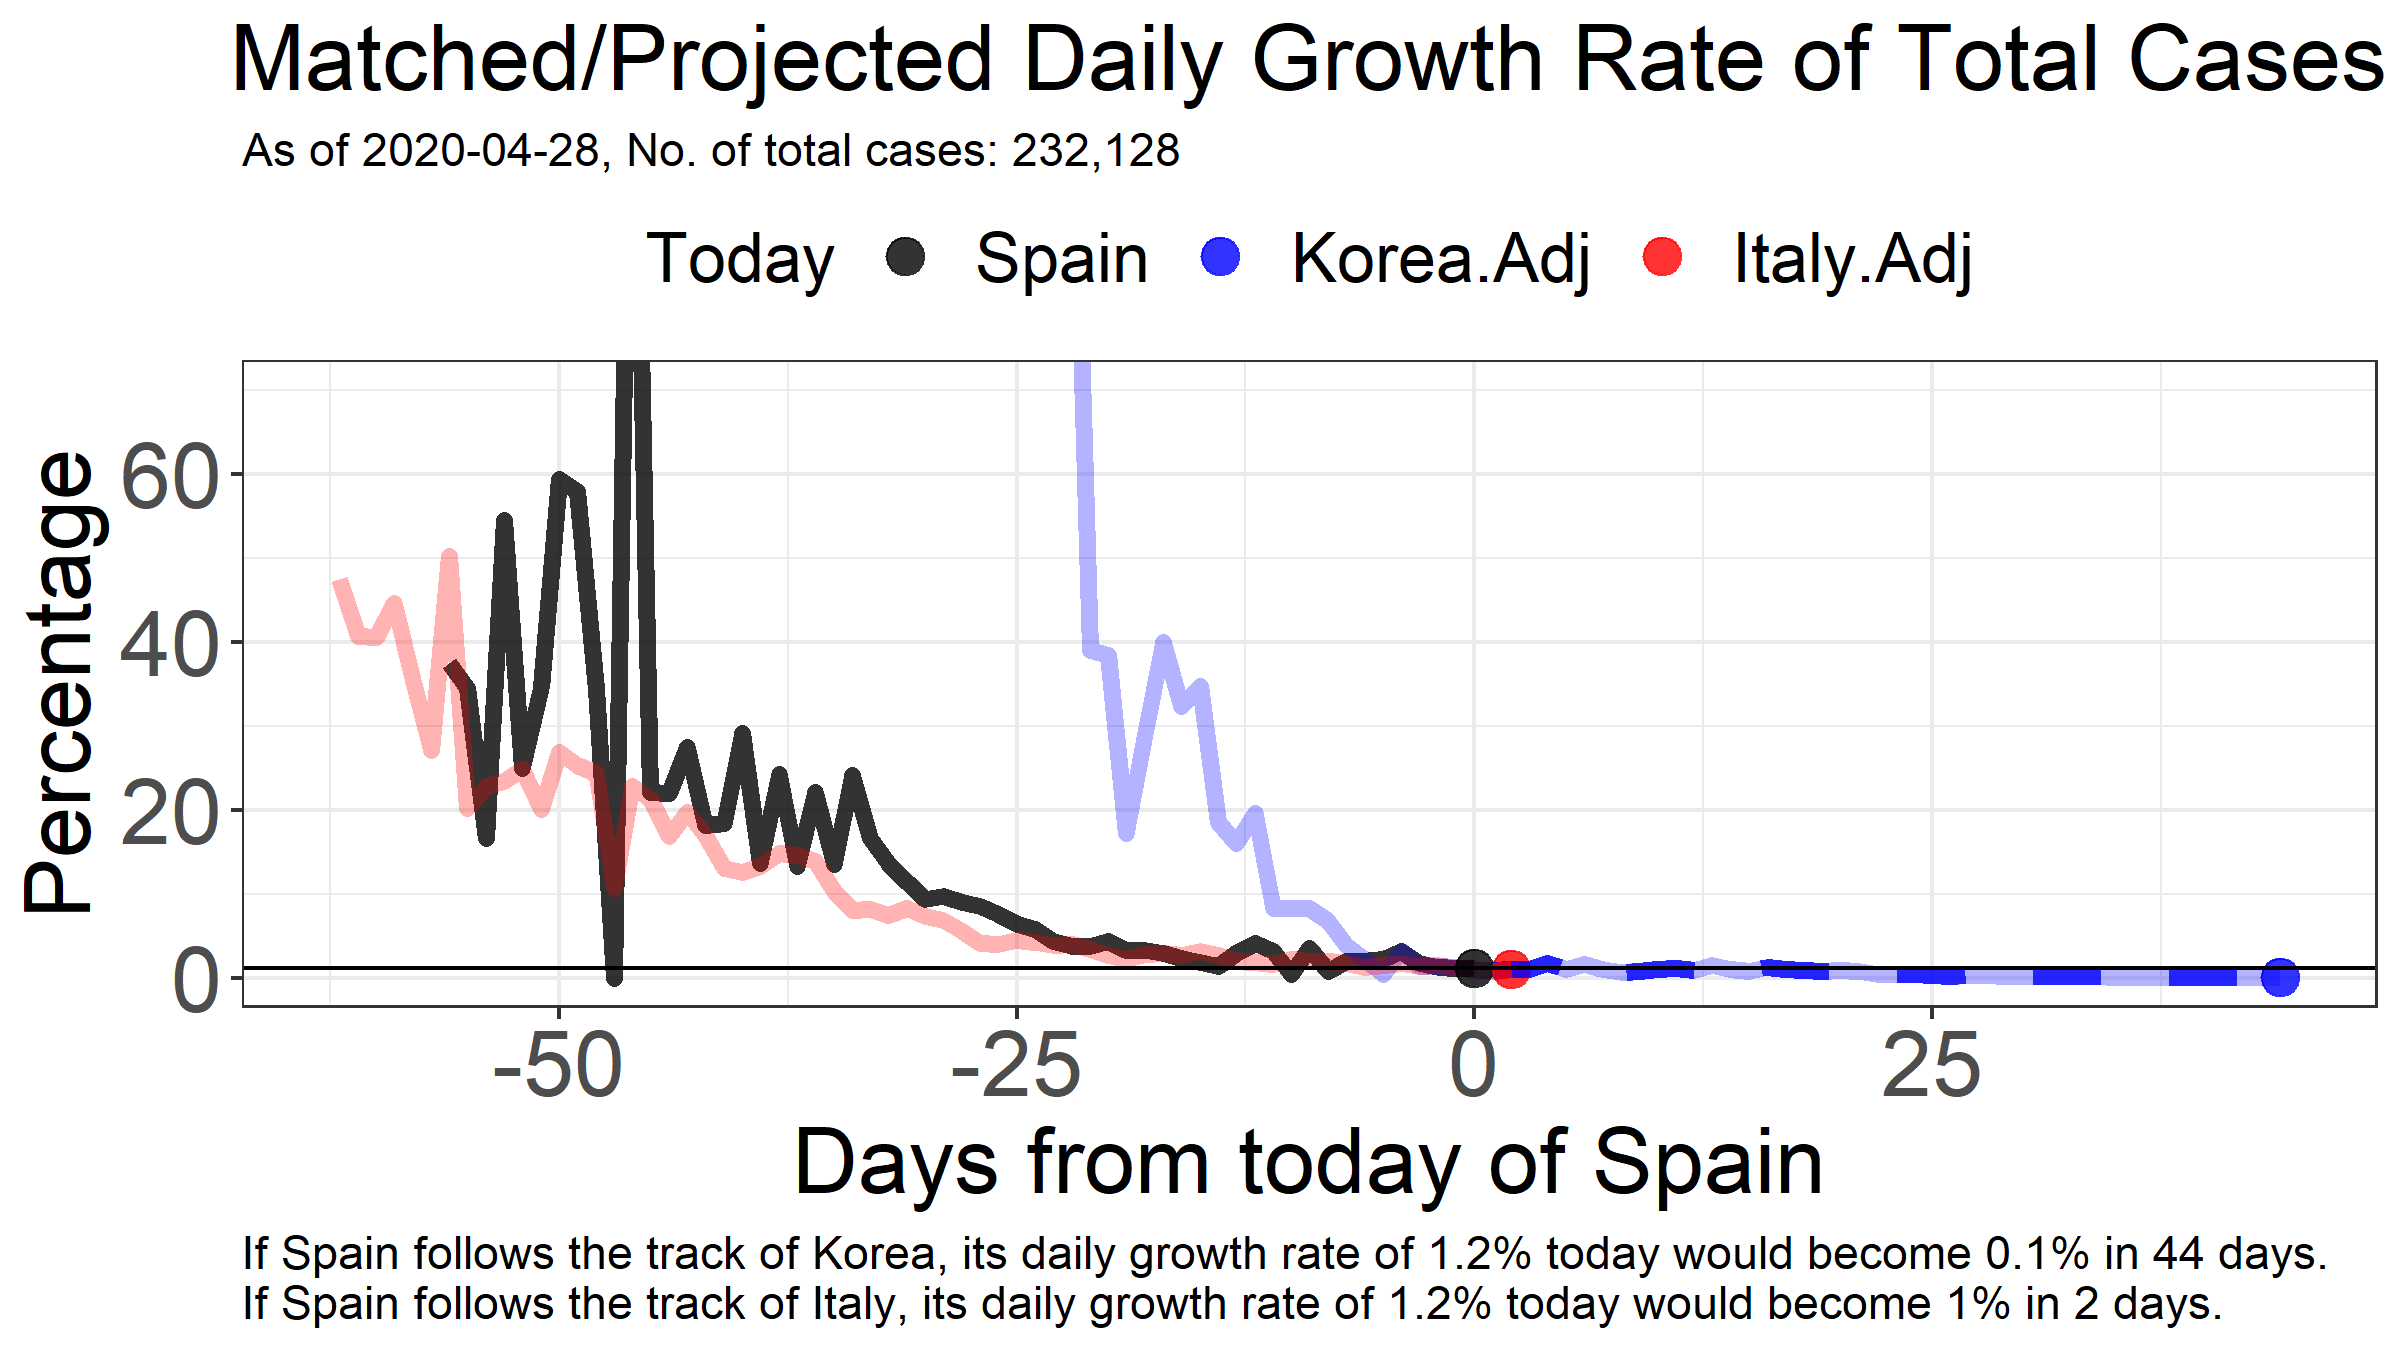 Matched/Projected Daily Growth Rate of Total Cases
As of 2020-04-28, No. of total cases: 232,128
Today Spain Korea.Adj Italy.Adj
Percentage
60
40
20
0
-50 -25 0 25
Days from today of Spain
If Spain follows the track of Korea, its daily growth rate of 1.2% today would become 0.1% in 44 days.
If Spain follows the track of Italy, its daily growth rate of 1.2% today would become 1% in 2 days.